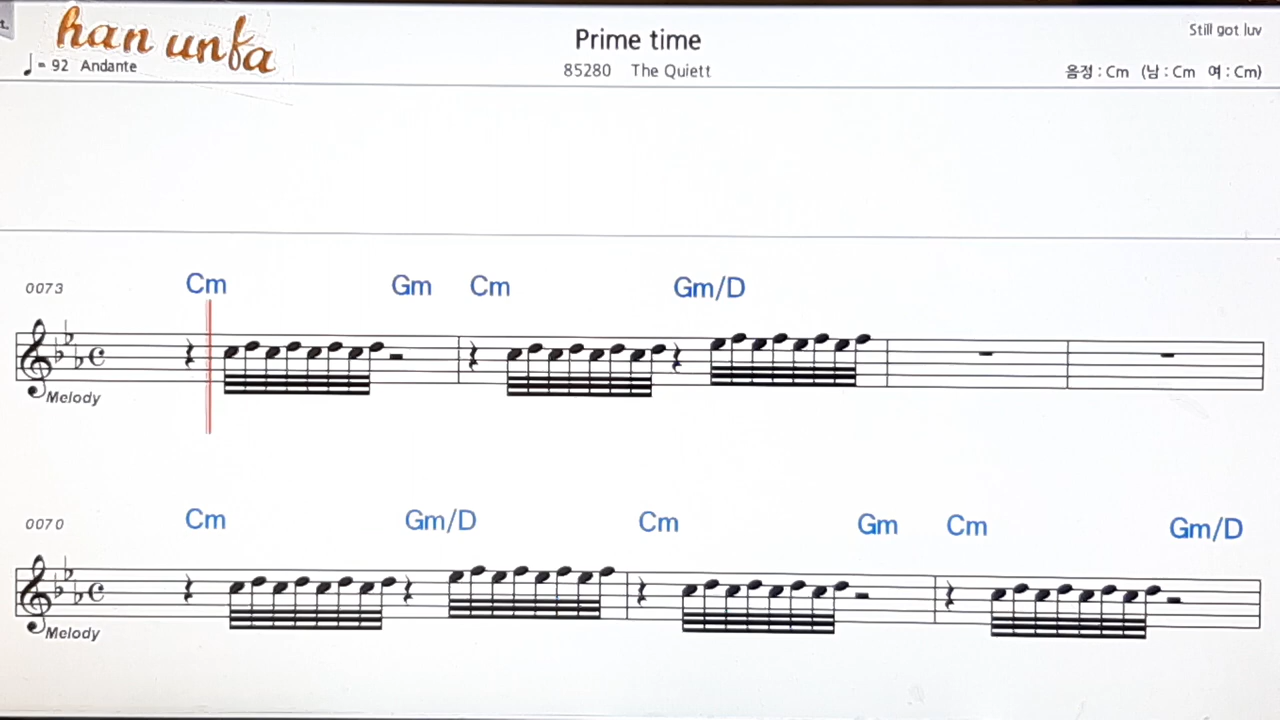 han unfa
Prime time
Still got luv
♩ = 92 Andante
85280 The Quiett
음정 : Cm (남 : Cm 여 : Cm)
0073 Cm Gm Cm Gm/D
Melody
0070 Cm Gm/D Cm Gm Cm Gm/D
Melody